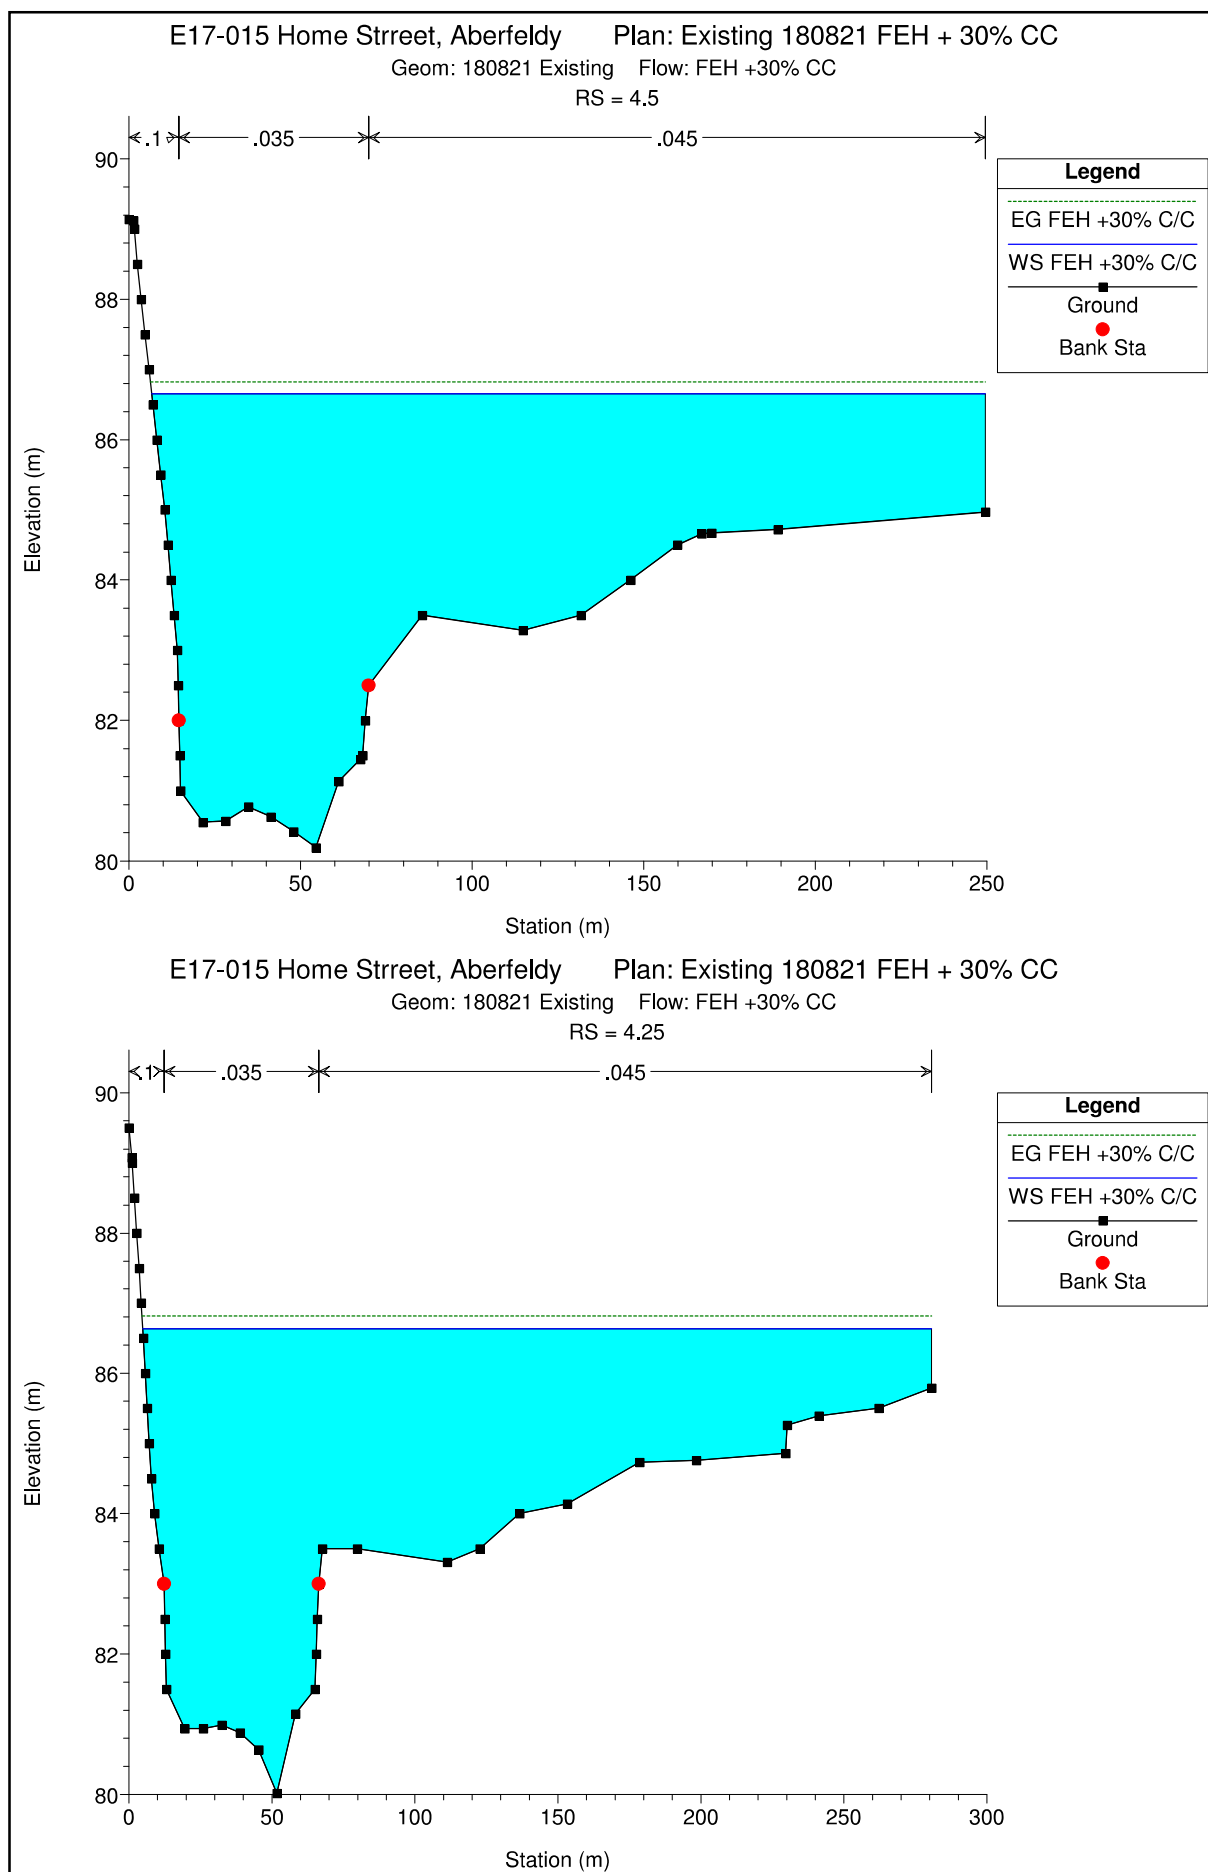 E17-015 Home Strreet, Aberfeldy Plan: Existing 180821 FEH + 30% CC
Geom: 180821 Existing Flow: FEH +30% CC
RS = 4.5
.1 .035 .045
90
88
86
84
82
80
Elevation (m)
0 50 100 150 200 250
Station (m)
Legend
EG FEH +30% C/C
WS FEH +30% C/C
Ground
Bank Sta
E17-015 Home Strreet, Aberfeldy Plan: Existing 180821 FEH + 30% CC
Geom: 180821 Existing Flow: FEH +30% CC
RS = 4.25
.1 .035 .045
90
88
86
84
82
80
Elevation (m)
0 50 100 150 200 250 300
Station (m)
Legend
EG FEH +30% C/C
WS FEH +30% C/C
Ground
Bank Sta